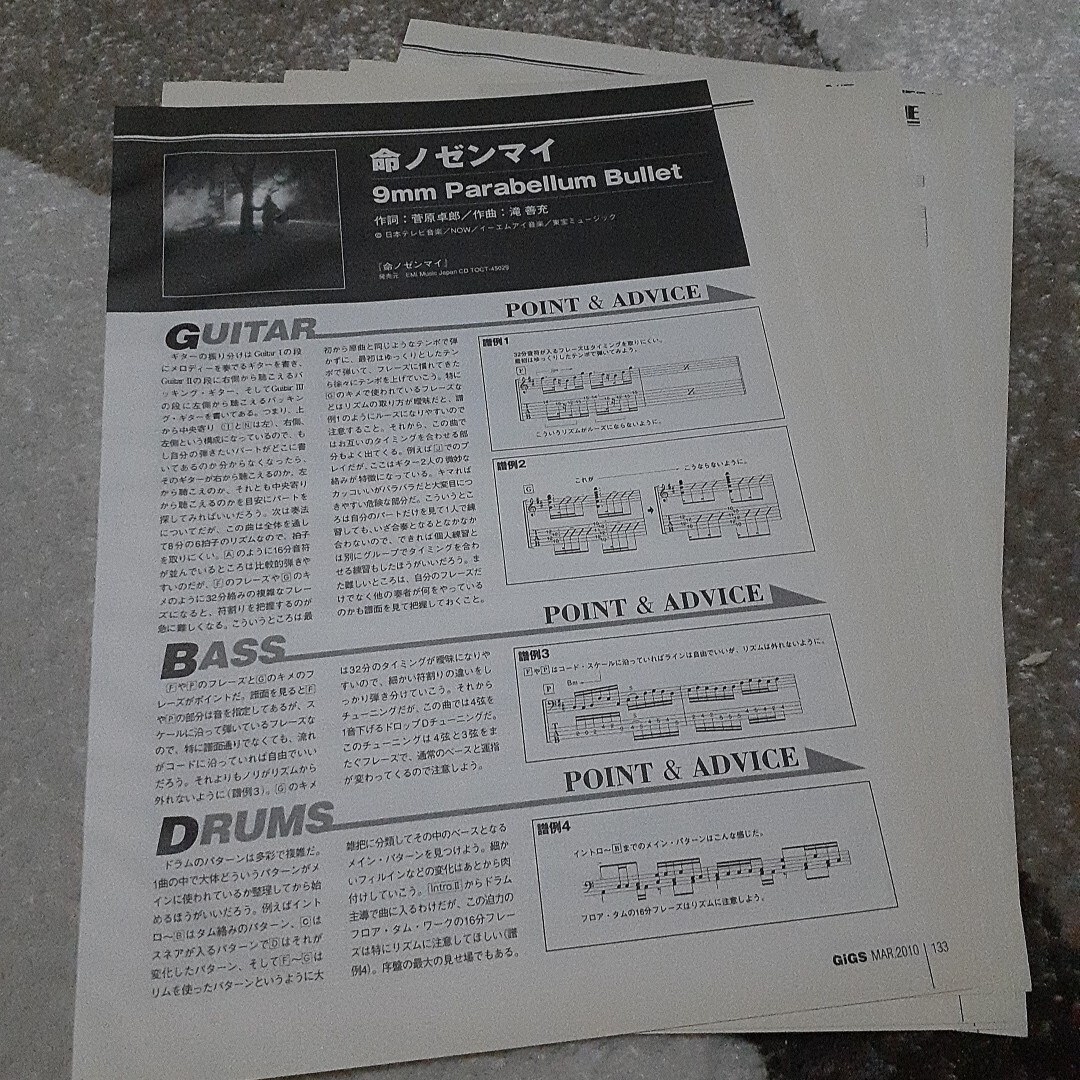 命ノゼンマイ
9mm Parabellum Bullet
作詞：菅原卓郎／作曲：滝 善充
© 日本テレビ音楽／NOW／イーエムアイ音楽／東宝ミュージック
『命ノゼンマイ』
発売元 EMI Music Japan CD TOCT-45029
POINT & ADVICE
GUITAR
ギターの振り分けはGuitar Iの段
にメロディーを奏でるギターを書き、
Guitar IIの段に右側から聴こえるバ
ッキング・ギター、そしてGuitar III
の段に左側から聴こえるバッキン
グ・ギターを書いてある。つまり、上
から中央寄り（IとNは左）、右側、
左側という構成になっているので、も
し自分の弾きたいパートがどこに書
いてあるのか分からなくなったら、
そのギターが右から聴こえるのか、左
から聴こえのか、それとも中央寄り
から聴こえるのかを目安にパートを
探してみればいいだろう。次は奏法
についてだが、この曲は全体を通し
て8分の6拍子のリズムなので、拍子
を取りにくい。Aのように16分音符
が並んでいるところは比較的弾きや
すいのだが、Fのフレーズや Gのキ
メのように32分絡みの複雑なフレー
ズになると、符割りを把握するのが
急に難しくなる。こういうところは最
初から原曲と同じようなテンポで弾
かずに、最初はゆっくりとしたテン
ポで弾いて、フレーズに慣れてきた
ら徐々にテンポを上げていこう。特に
Gのキメで使われているフレーズな
どはリズムの取り方が曖昧だと、譜
例1のようにルーズになりやすいので
注意すること。それから、この曲で
はお互いのタイミングを合わせる部
分もよく出てくる。例えばJでのプ
レイだが、ここはギター2人の微妙な
絡みが特徴になっている。キマれば
カッコいいがバラバラだと大変目につ
きやすい危険な部分だ。こういうとこ
ろは自分のパートだけを見て1人で練
習しても、いざ合奏となるとなかなか
合わないので、できれば個人練習と
は別にグループでタイミングを合わ
せる練習もしたほうがいいだろう。ま
た難しいところは、自分のフレーズだ
けでなく他の奏者が何をやっている
のかも譜面を見て把握しておくこと。
譜例1
32分音符が入るフレーズはタイミングを取りにくい。
最初はゆっくりしたテンポで弾いてみよう。
F
こういうリズムがルーズにならないように。
譜例2
これが
こうならないように。
G
POINT & ADVICE
BASS
FやPのフレーズとGのキメのフ
レーズがポイントだ。譜面を見るとF
やPの部分は音を指定してあるが、ス
ケールに沿って弾いているフレーズな
ので、特に譜面通りでなくても、流れ
がコードに沿っていれば自由でいい
だろう。それよりもノリがリズムから
外れないように（譜例3）。Gのキメ
は32分のタイミングが曖昧になりや
すいので、細かい符割りの違いをし
っかり弾き分けていこう。それから
チューニングだが、この曲では4弦を
1音下げるドロップDチューニングだ。
このチューニングは4弦と3弦をま
たぐフレーズで、通常のベースと運指
が変わってくるので注意しよう。
譜例3
FやPはコード・スケールに沿っていればラインは自由でいいが、リズムは外れないように。
P
Bm
POINT & ADVICE
DRUMS
ドラムのパターンは多彩で複雑だ。
1曲の中で大体どういうパターンがメ
インに使われているか整理してから始
めるほうがいいだろう。例えばイント
ロ〜Bはタム絡みのパターン、Cは
スネアが入るパターンでDはそれが
変化したパターン、そしてF〜Gは
リムを使ったパターンというように大
雑把に分類してその中のベースとなる
メイン・パターンを見つけよう。細か
いフィルインなどの変化はあとから肉
付けしていこう。Intro.IIからドラム
主導で曲に入るわけだが、この迫力の
フロア・タム・ワークの16分フレー
ズは特にリズムに注意してほしい（譜
例4）。序盤の最大の見せ場でもある。
譜例4
イントロ〜Bまでのメイン・パターンはこんな感じだ。
フロア・タムの16分フレーズはリズムに注意しよう。
GiGS MAR.2010 | 133